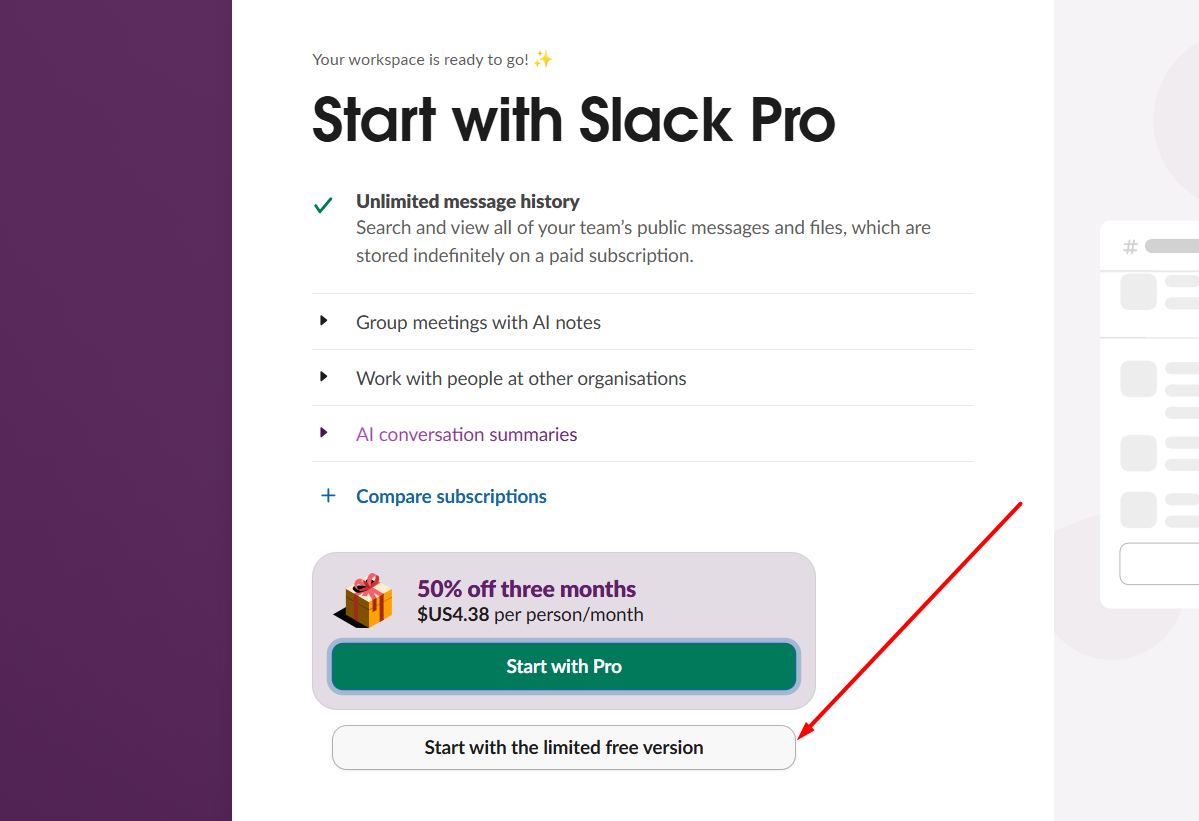 Your workspace is ready to go! ✨
Start with Slack Pro
Unlimited message history
Search and view all of your team’s public messages and files, which are
stored indefinitely on a paid subscription.
Group meetings with AI notes
Work with people at other organisations
AI conversation summaries
Compare subscriptions
50% off three months
$US4.38 per person/month
Start with Pro
Start with the limited free version
#